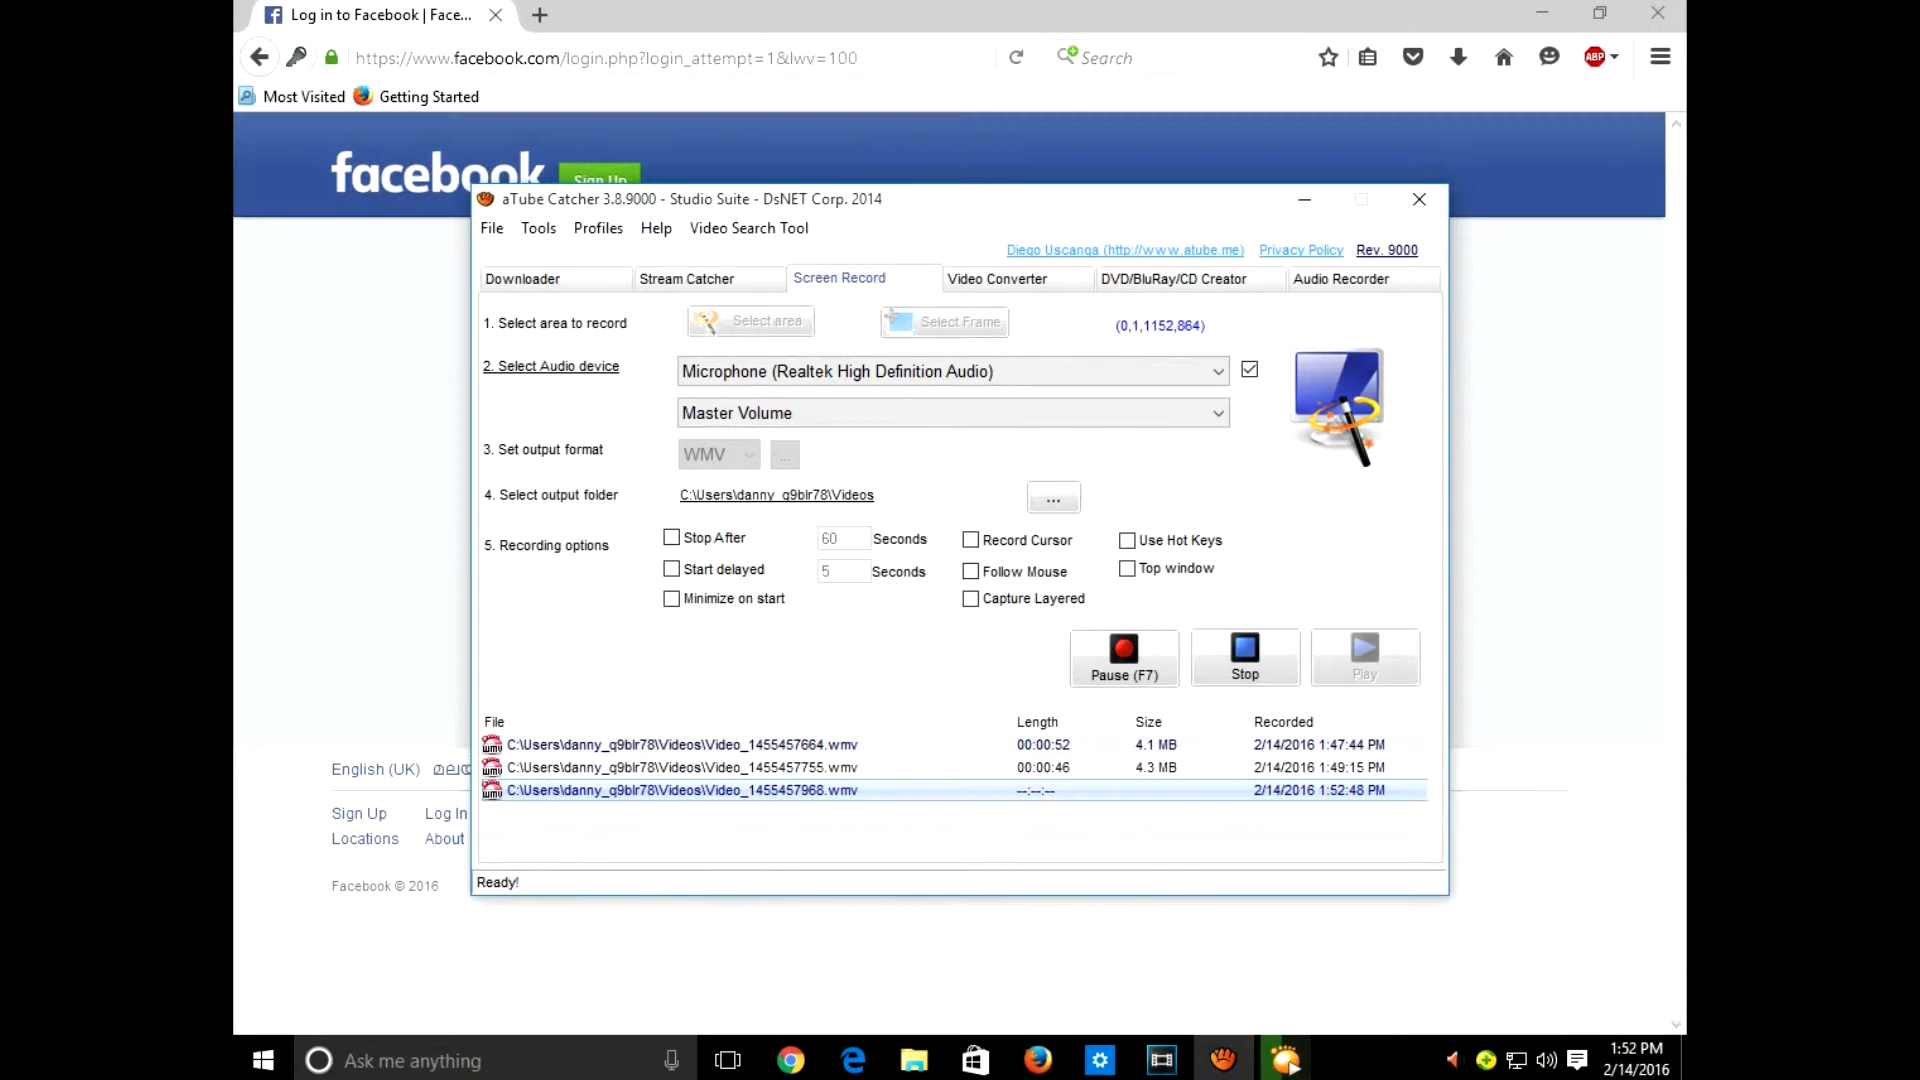 Log in to Facebook | Face...
https://www.facebook.com/login.php?login_attempt=1&lwv=100
Search
ABP
Most Visited
Getting Started
facebook
Sign Up
aTube Catcher 3.8.9000 - Studio Suite - DsNET Corp. 2014
File Tools Profiles Help Video Search Tool
Diego Uscanga (http://www.atube.me) Privacy Policy Rev. 9000
Downloader Stream Catcher Screen Record Video Converter DVD/BluRay/CD Creator Audio Recorder
1. Select area to record Select area Select Frame (0,1,1152,864)
2. Select Audio device Microphone (Realtek High Definition Audio)
Master Volume
3. Set output format WMV ...
4. Select output folder C:\Users\danny_q9blr78\Videos ...
5. Recording options
Stop After 60 Seconds Record Cursor Use Hot Keys
Start delayed 5 Seconds Follow Mouse Top window
Minimize on start Capture Layered
Pause (F7) Stop Play
File Length Size Recorded
C:\Users\danny_q9blr78\Videos\Video_1455457664.wmv 00:00:52 4.1 MB 2/14/2016 1:47:44 PM
C:\Users\danny_q9blr78\Videos\Video_1455457755.wmv 00:00:46 4.3 MB 2/14/2016 1:49:15 PM
C:\Users\danny_q9blr78\Videos\Video_1455457968.wmv --:--:-- 2/14/2016 1:52:48 PM
Ready!
English (UK)
Sign Up Log In
Locations About
Facebook © 2016
Ask me anything
1:52 PM
2/14/2016